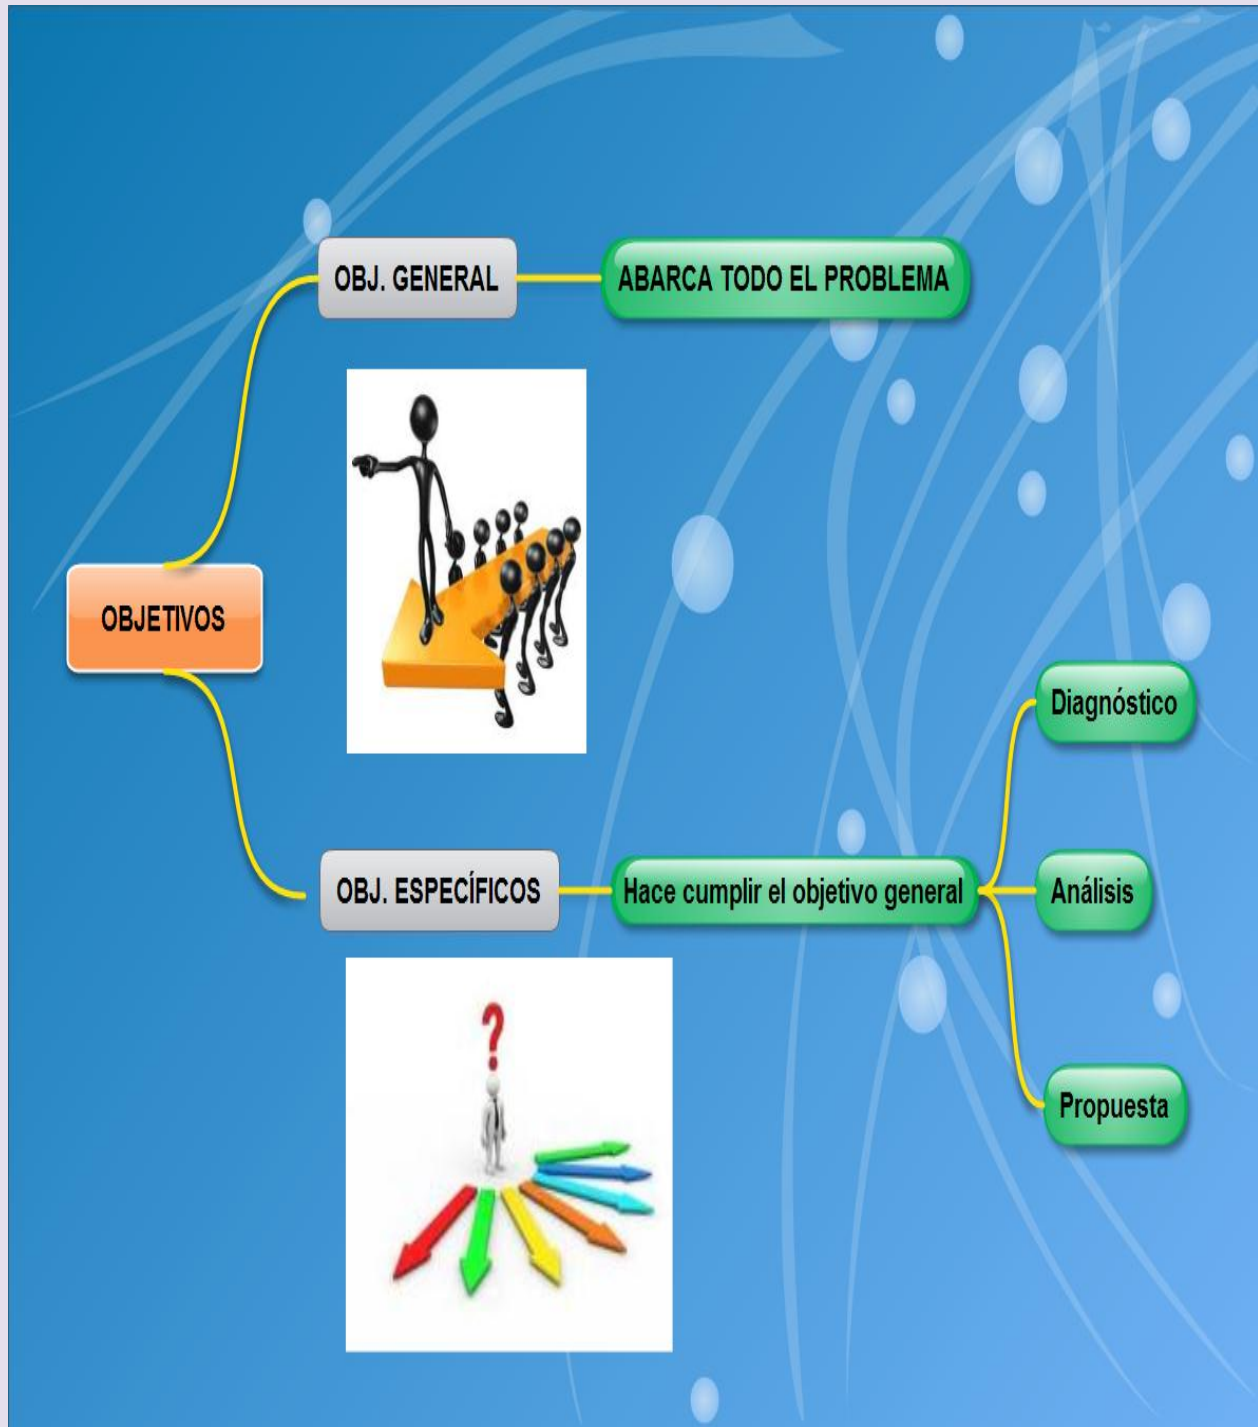 OBJ. GENERAL
ABARCA TODO EL PROBLEMA
OBJETIVOS
OBJ. ESPECÍFICOS
Hace cumplir el objetivo general
Diagnóstico
Análisis
Propuesta
?